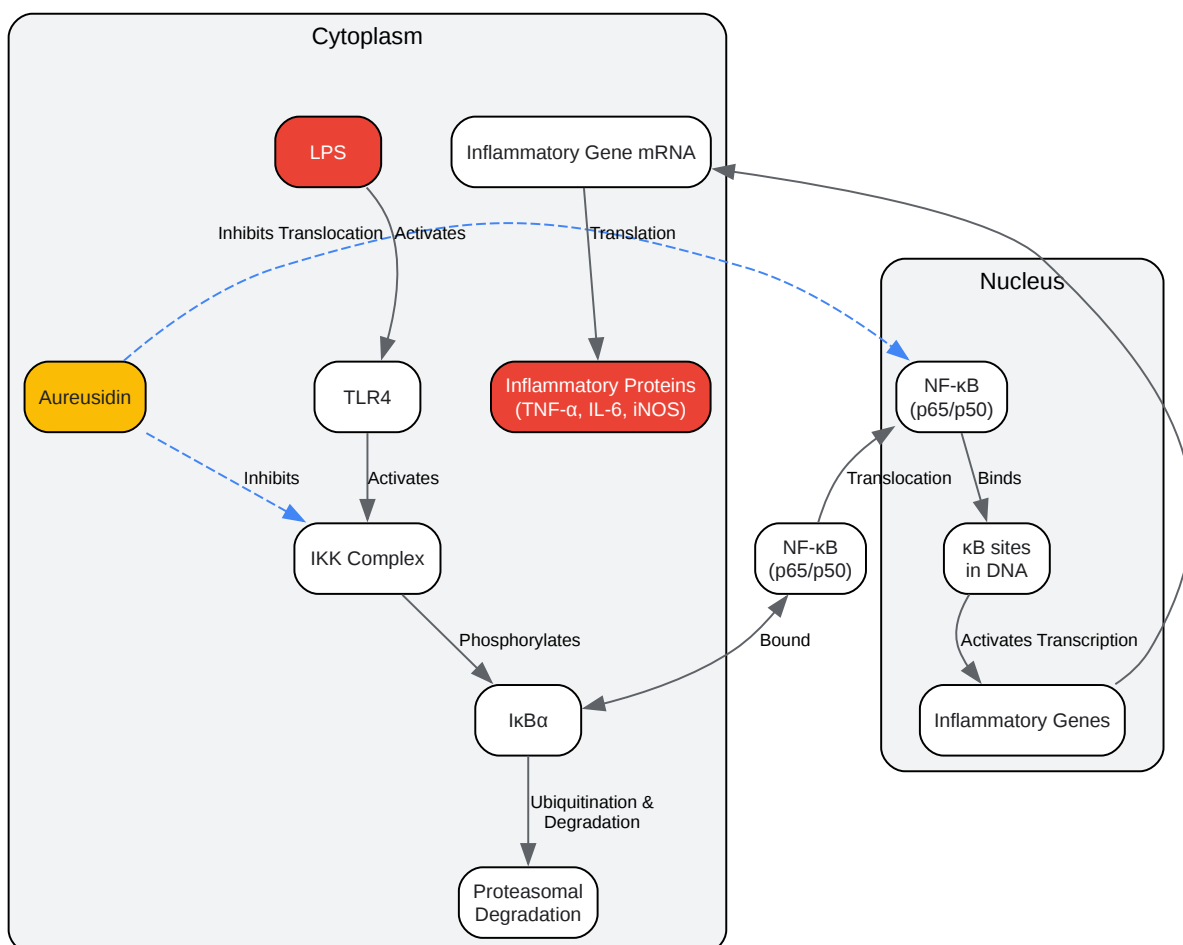 Cytoplasm
LPS
Inflammatory Gene mRNA
Inhibits Translocation
Activates
Translation
Nucleus
Aureusidin
TLR4
Inflammatory Proteins
(TNF-α, IL-6, iNOS)
NF-κB
(p65/p50)
Inhibits
Activates
Translocation
Binds
IKK Complex
NF-κB
(p65/p50)
κB sites
in DNA
Phosphorylates
Bound
Activates Transcription
IκBα
Inflammatory Genes
Ubiquitination &
Degradation
Proteasomal
Degradation